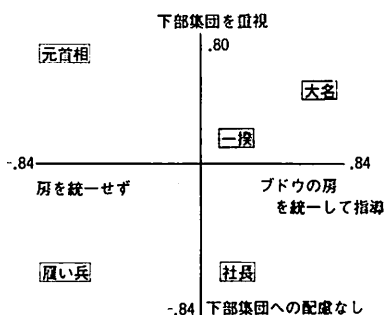 下部集団を重視
.80
元首相
大名
一揆
-.84
.84
房を統一せず
ブドウの房
を統一して指導
雇い兵
社長
-.84
下部集団への配慮なし